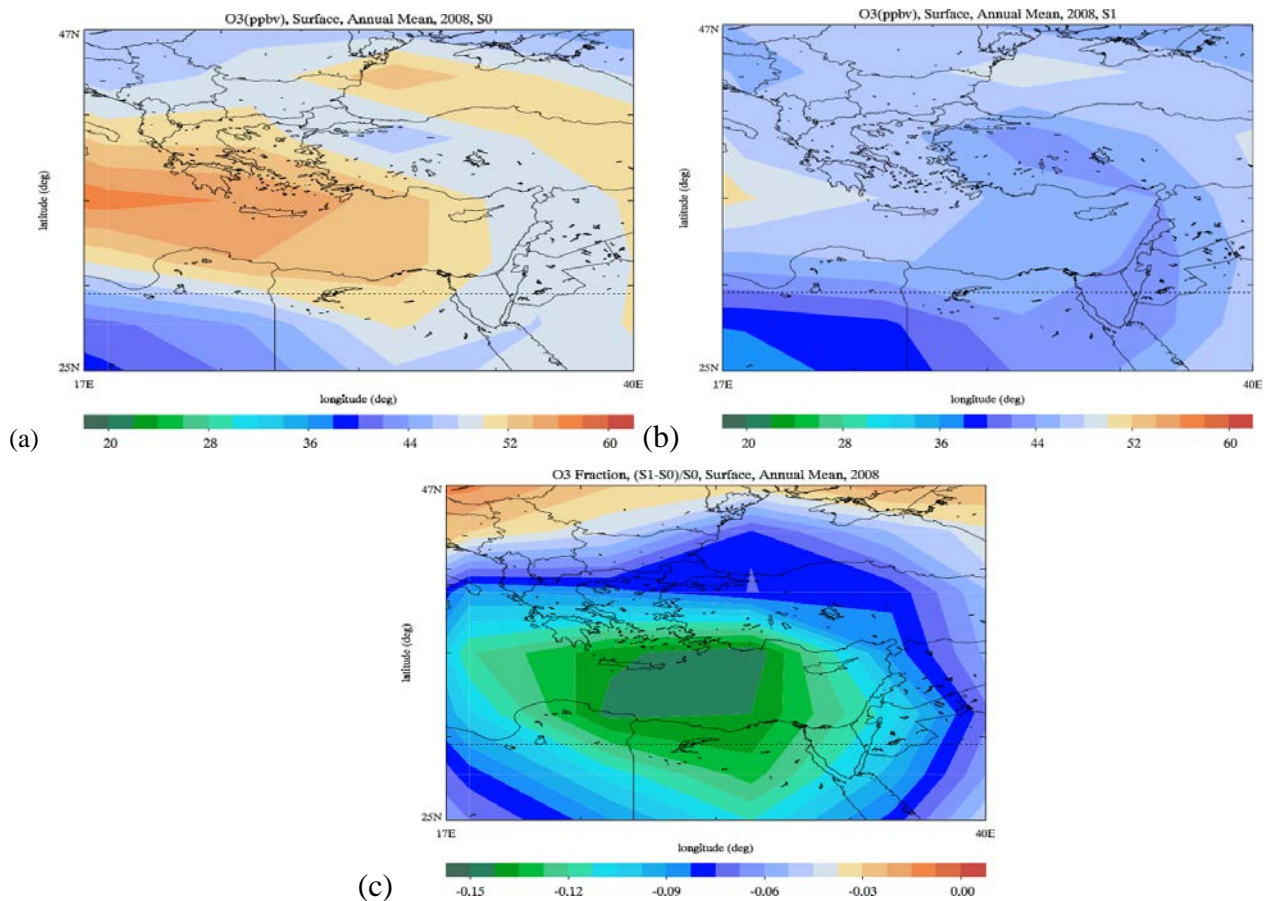 O3(ppbv), Surface, Annual Mean, 2008, S0
47N
latitude (deg)
25N
17E
40E
longitude (deg)
20 28 36 44 52 60
(a)
O3(ppbv), Surface, Annual Mean, 2008, S1
47N
latitude (deg)
25N
17E
40E
longitude (deg)
20 28 36 44 52 60
(b)
O3 Fraction, (S1-S0)/S0, Surface, Annual Mean, 2008
47N
latitude (deg)
25N
17E
40E
longitude (deg)
-0.15 -0.12 -0.09 -0.06 -0.03 0.00
(c)